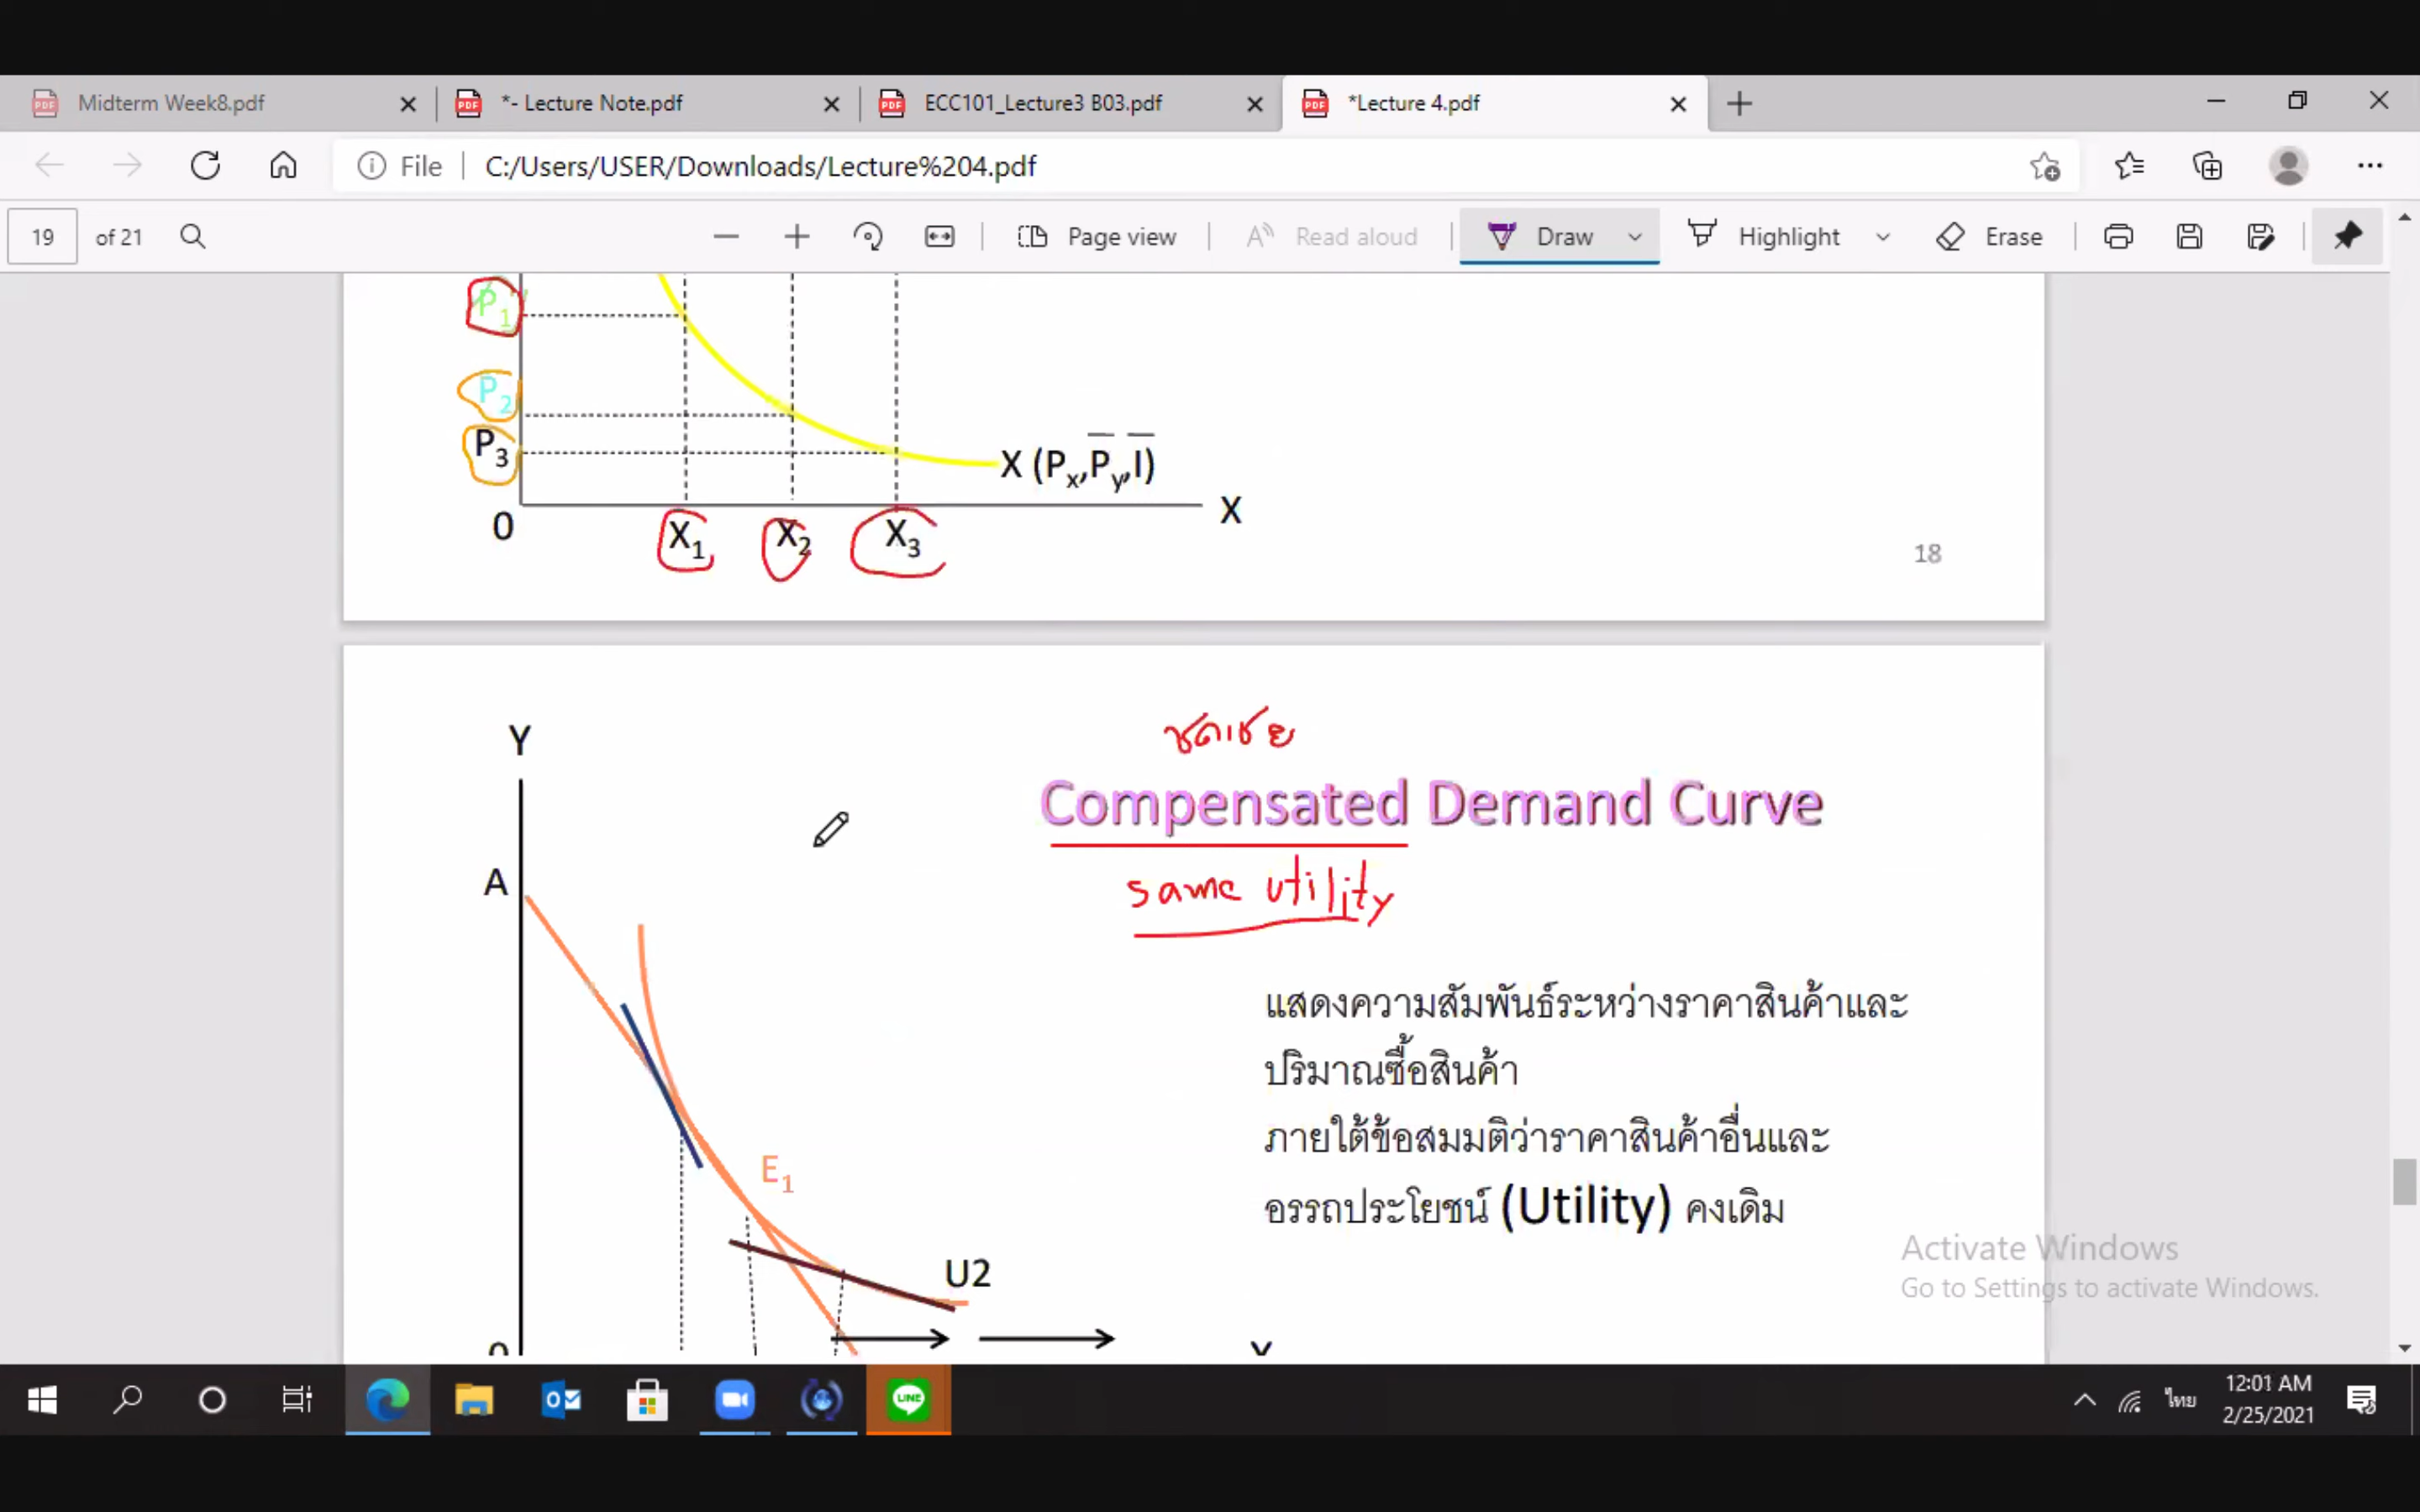 Midterm Week8.pdf
*- Lecture Note.pdf
ECC101_Lecture3 B03.pdf
*Lecture 4.pdf
File
C:/Users/USER/Downloads/Lecture%204.pdf
19 of 21
Page view
Read aloud
Draw
Highlight
Erase
P1
P2
P3
X (Px,Py,I)
0
X1
X2
X3
X
18
Y
ชดเชย
Compensated Demand Curve
A
same utility
แสดงความสัมพันธ์ระหว่างราคาสินค้าและ
ปริมาณซื้อสินค้า
ภายใต้ข้อสมมติว่าราคาสินค้าอื่นและ
E1
อรรถประโยชน์ (Utility) คงเดิม
U2
Activate Windows
Go to Settings to activate Windows.
LINE
ไทย
12:01 AM
2/25/2021